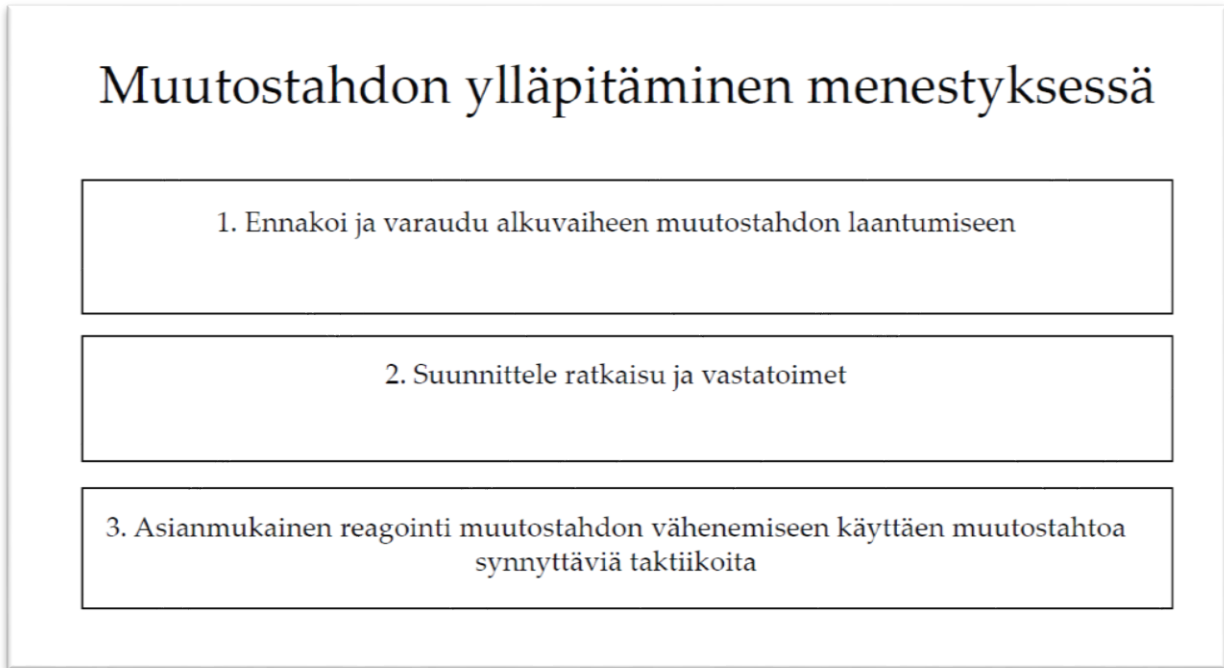 Muutostahdon ylläpitäminen menestyksessä
1. Ennakoi ja varaudu alkuvaiheen muutostahdon laantumiseen
2. Suunnittele ratkaisu ja vastatoimet
3. Asianmukainen reagointi muutostahdon vähenemiseen käyttäen muutostahtoa
synnyttäviä taktiikoita